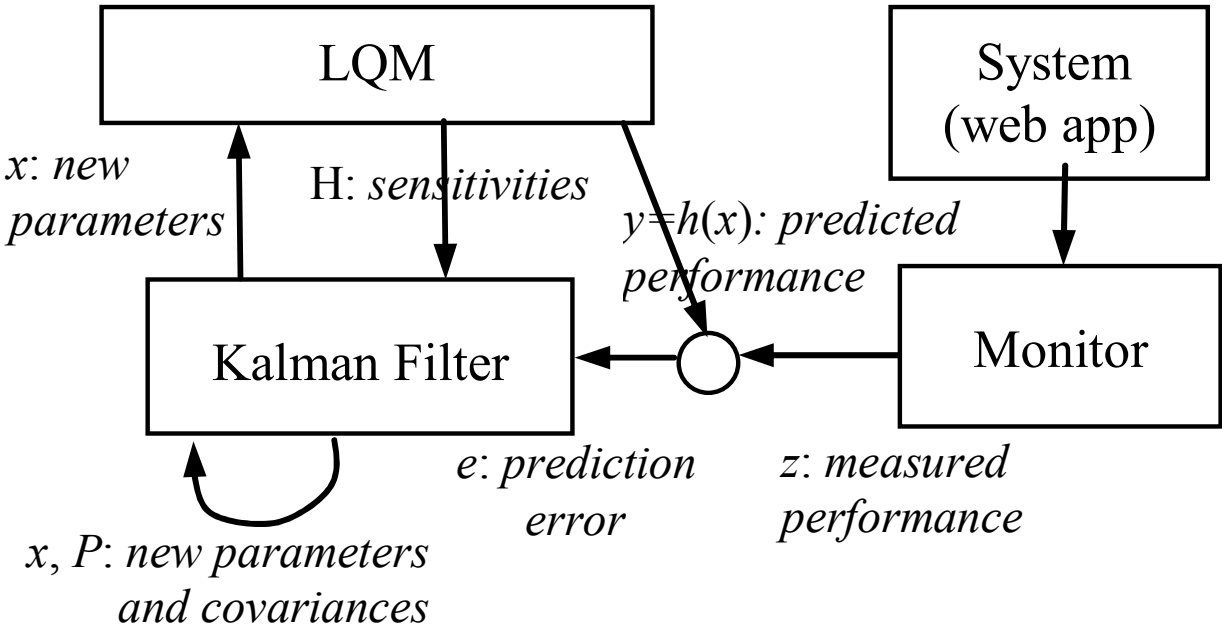 LQM
System
(web app)
x: new
parameters
H: sensitivities
y=h(x): predicted
performance
Kalman Filter
Monitor
e: prediction
error
z: measured
performance
x, P: new parameters
and covariances